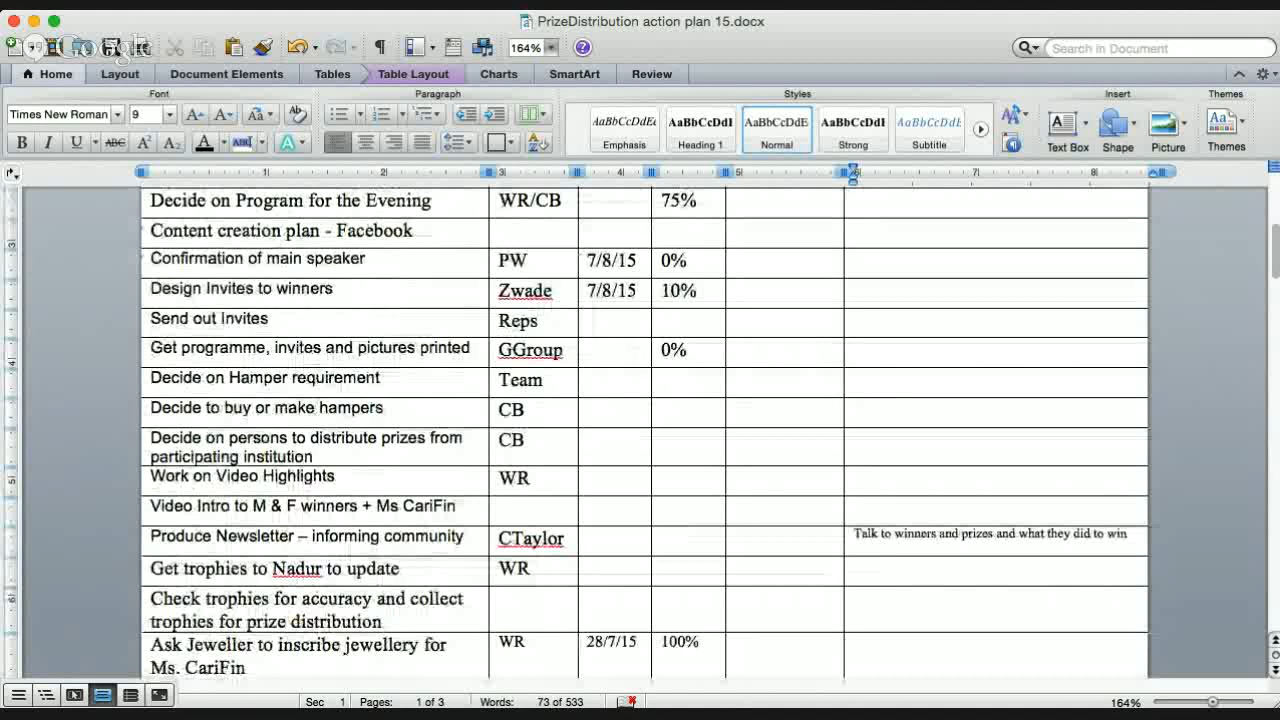 PrizeDistribution action plan 15.docx
Google
164%
Search in Document
Home Layout Document Elements Tables Table Layout Charts SmartArt Review
Font Paragraph Styles Insert Themes
Times New Roman 9
AaBbCcDdEe AaBbCcDdI AaBbCcDdE AaBbCcDdI AaBbCcDdE
Emphasis Heading 1 Normal Strong Subtitle
Text Box Shape Picture Themes
3 4 5 6 7 8
Decide on Program for the Evening WR/CB 75%
Content creation plan - Facebook
Confirmation of main speaker PW 7/8/15 0%
Design Invites to winners Zwade 7/8/15 10%
Send out Invites Reps
Get programme, invites and pictures printed GGroup 0%
Decide on Hamper requirement Team
Decide to buy or make hampers CB
Decide on persons to distribute prizes from CB
participating institution
Work on Video Highlights WR
Video Intro to M & F winners + Ms CariFin
Produce Newsletter – informing community CTaylor Talk to winners and prizes and what they did to win
Get trophies to Nadur to update WR
Check trophies for accuracy and collect
trophies for prize distribution
Ask Jeweller to inscribe jewellery for WR 28/7/15 100%
Ms. CariFin
Sec 1 Pages: 1 of 3 Words: 73 of 533 164%